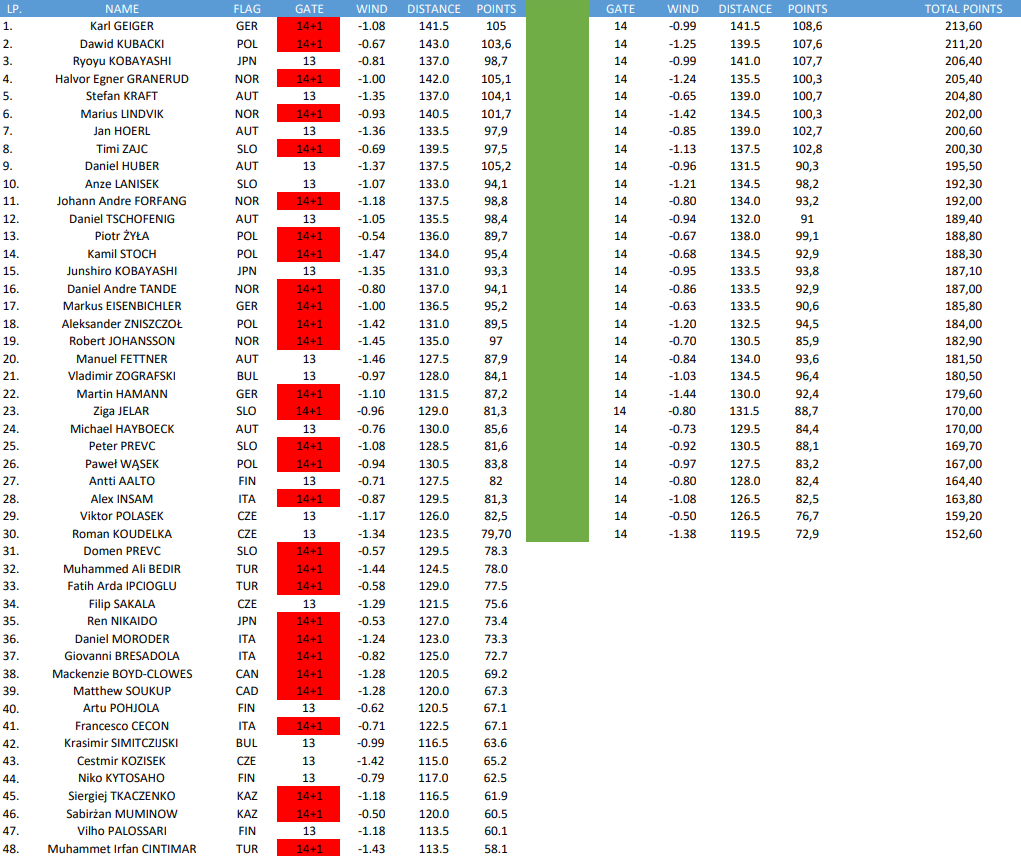 LP. NAME FLAG GATE WIND DISTANCE POINTS GATE WIND DISTANCE POINTS TOTAL POINTS
1. Karl GEIGER GER 14+1 -1.08 141.5 105 14 -0.99 141.5 108,6 213,60
2. Dawid KUBACKI POL 14+1 -0.67 143.0 103,6 14 -1.25 139.5 107,6 211,20
3. Ryoyu KOBAYASHI JPN 13 -0.81 137.0 98,7 14 -0.99 141.0 107,7 206,40
4. Halvor Egner GRANERUD NOR 14+1 -1.00 142.0 105,1 14 -1.24 135.5 100,3 205,40
5. Stefan KRAFT AUT 13 -1.35 137.0 104,1 14 -0.65 139.0 100,7 204,80
6. Marius LINDVIK NOR 14+1 -0.93 140.5 101,7 14 -1.42 134.5 100,3 202,00
7. Jan HOERL AUT 13 -1.36 133.5 97,9 14 -0.85 139.0 102,7 200,60
8. Timi ZAJC SLO 14+1 -0.69 139.5 97,5 14 -1.13 137.5 102,8 200,30
9. Daniel HUBER AUT 13 -1.37 137.5 105,2 14 -0.96 131.5 90,3 195,50
10. Anze LANISEK SLO 13 -1.07 133.0 94,1 14 -1.21 134.5 98,2 192,30
11. Johann Andre FORFANG NOR 14+1 -1.18 137.5 98,8 14 -0.80 134.0 93,2 192,00
12. Daniel TSCHOFENIG AUT 13 -1.05 135.5 98,4 14 -0.94 132.0 91 189,40
13. Piotr ŻYŁA POL 14+1 -0.54 136.0 89,7 14 -0.67 138.0 99,1 188,80
14. Kamil STOCH POL 14+1 -1.47 134.0 95,4 14 -0.68 134.5 92,9 188,30
15. Junshiro KOBAYASHI JPN 13 -1.35 131.0 93,3 14 -0.95 133.5 93,8 187,10
16. Daniel Andre TANDE NOR 14+1 -0.80 137.0 94,1 14 -0.86 133.5 92,9 187,00
17. Markus EISENBICHLER GER 14+1 -1.00 136.5 95,2 14 -0.63 133.5 90,6 185,80
18. Aleksander ZNISZCZOŁ POL 14+1 -1.42 131.0 89,5 14 -1.20 132.5 94,5 184,00
19. Robert JOHANSSON NOR 14+1 -1.45 135.0 97 14 -0.70 130.5 85,9 182,90
20. Manuel FETTNER AUT 13 -1.46 127.5 87,9 14 -0.84 134.0 93,6 181,50
21. Vladimir ZOGRAFSKI BUL 13 -0.97 128.0 84,1 14 -1.03 134.5 96,4 180,50
22. Martin HAMANN GER 14+1 -1.10 131.5 87,2 14 -1.44 130.0 92,4 179,60
23. Ziga JELAR SLO 14+1 -0.96 129.0 81,3 14 -0.80 131.5 88,7 170,00
24. Michael HAYBOECK AUT 13 -0.76 130.0 85,6 14 -0.73 129.5 84,4 170,00
25. Peter PREVC SLO 14+1 -1.08 128.5 81,6 14 -0.92 130.5 88,1 169,70
26. Paweł WĄSEK POL 14+1 -0.94 130.5 83,8 14 -0.97 127.5 83,2 167,00
27. Antti AALTO FIN 13 -0.71 127.5 82 14 -0.80 128.0 82,4 164,40
28. Alex INSAM ITA 14+1 -0.87 129.5 81,3 14 -1.08 126.5 82,5 163,80
29. Viktor POLASEK CZE 13 -1.17 126.0 82,5 14 -0.50 126.5 76,7 159,20
30. Roman KOUDELKA CZE 13 -1.34 123.5 79,70 14 -1.38 119.5 72,9 152,60
31. Domen PREVC SLO 14+1 -0.57 129.5 78.3
32. Muhammed Ali BEDIR TUR 14+1 -1.44 124.5 78.0
33. Fatih Arda IPCIOGLU TUR 14+1 -0.58 129.0 77.5
34. Filip SAKALA CZE 13 -1.29 121.5 75.6
35. Ren NIKAIDO JPN 14+1 -0.53 127.0 73.4
36. Daniel MORODER ITA 14+1 -1.24 123.0 73.3
37. Giovanni BRESADOLA ITA 14+1 -0.82 125.0 72.7
38. Mackenzie BOYD-CLOWES CAN 14+1 -1.28 120.5 69.2
39. Matthew SOUKUP CAD 14+1 -1.28 120.0 67.3
40. Artu POHJOLA FIN 13 -0.62 120.5 67.1
41. Francesco CECON ITA 14+1 -0.71 122.5 67.1
42. Krasimir SIMITCZIJSKI BUL 13 -0.99 116.5 63.6
43. Cestmir KOZISEK CZE 13 -1.42 115.0 65.2
44. Niko KYTOSAHO FIN 13 -0.79 117.0 62.5
45. Siergiej TKACZENKO KAZ 14+1 -1.18 116.5 61.9
46. Sabirżan MUMINOW KAZ 14+1 -0.50 120.0 60.5
47. Vilho PALOSSARI FIN 13 -1.18 113.5 60.1
48. Muhammet Irfan CINTIMAR TUR 14+1 -1.43 113.5 58.1